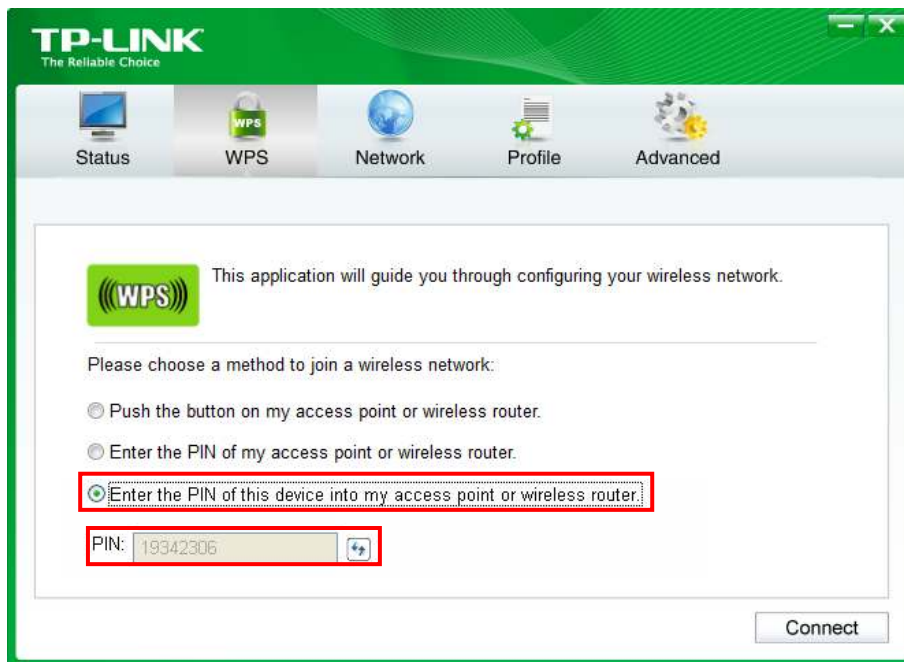 TP-LINK
The Reliable Choice
Status WPS Network Profile Advanced
WPS
This application will guide you through configuring your wireless network.
(((WPS)))
Please choose a method to join a wireless network:
Push the button on my access point or wireless router.
Enter the PIN of my access point or wireless router.
Enter the PIN of this device into my access point or wireless router.
PIN: 19342306
Connect